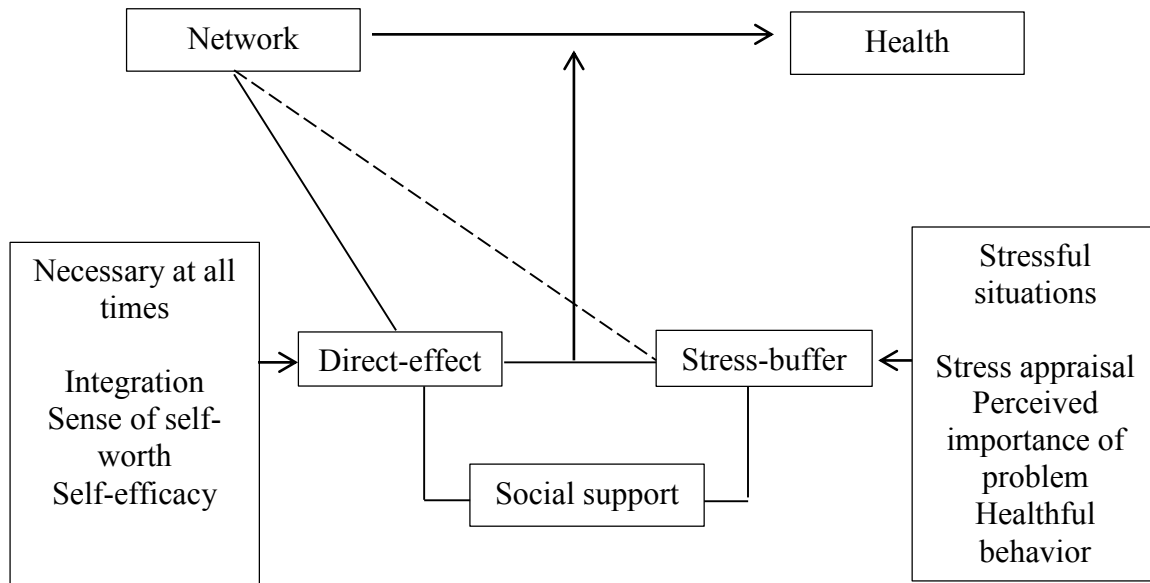 Network
Health
Necessary at all
times
Integration
Sense of self-
worth
Self-efficacy
Direct-effect
Stress-buffer
Stressful
situations
Stress appraisal
Perceived
importance of
problem
Healthful
behavior
Social support